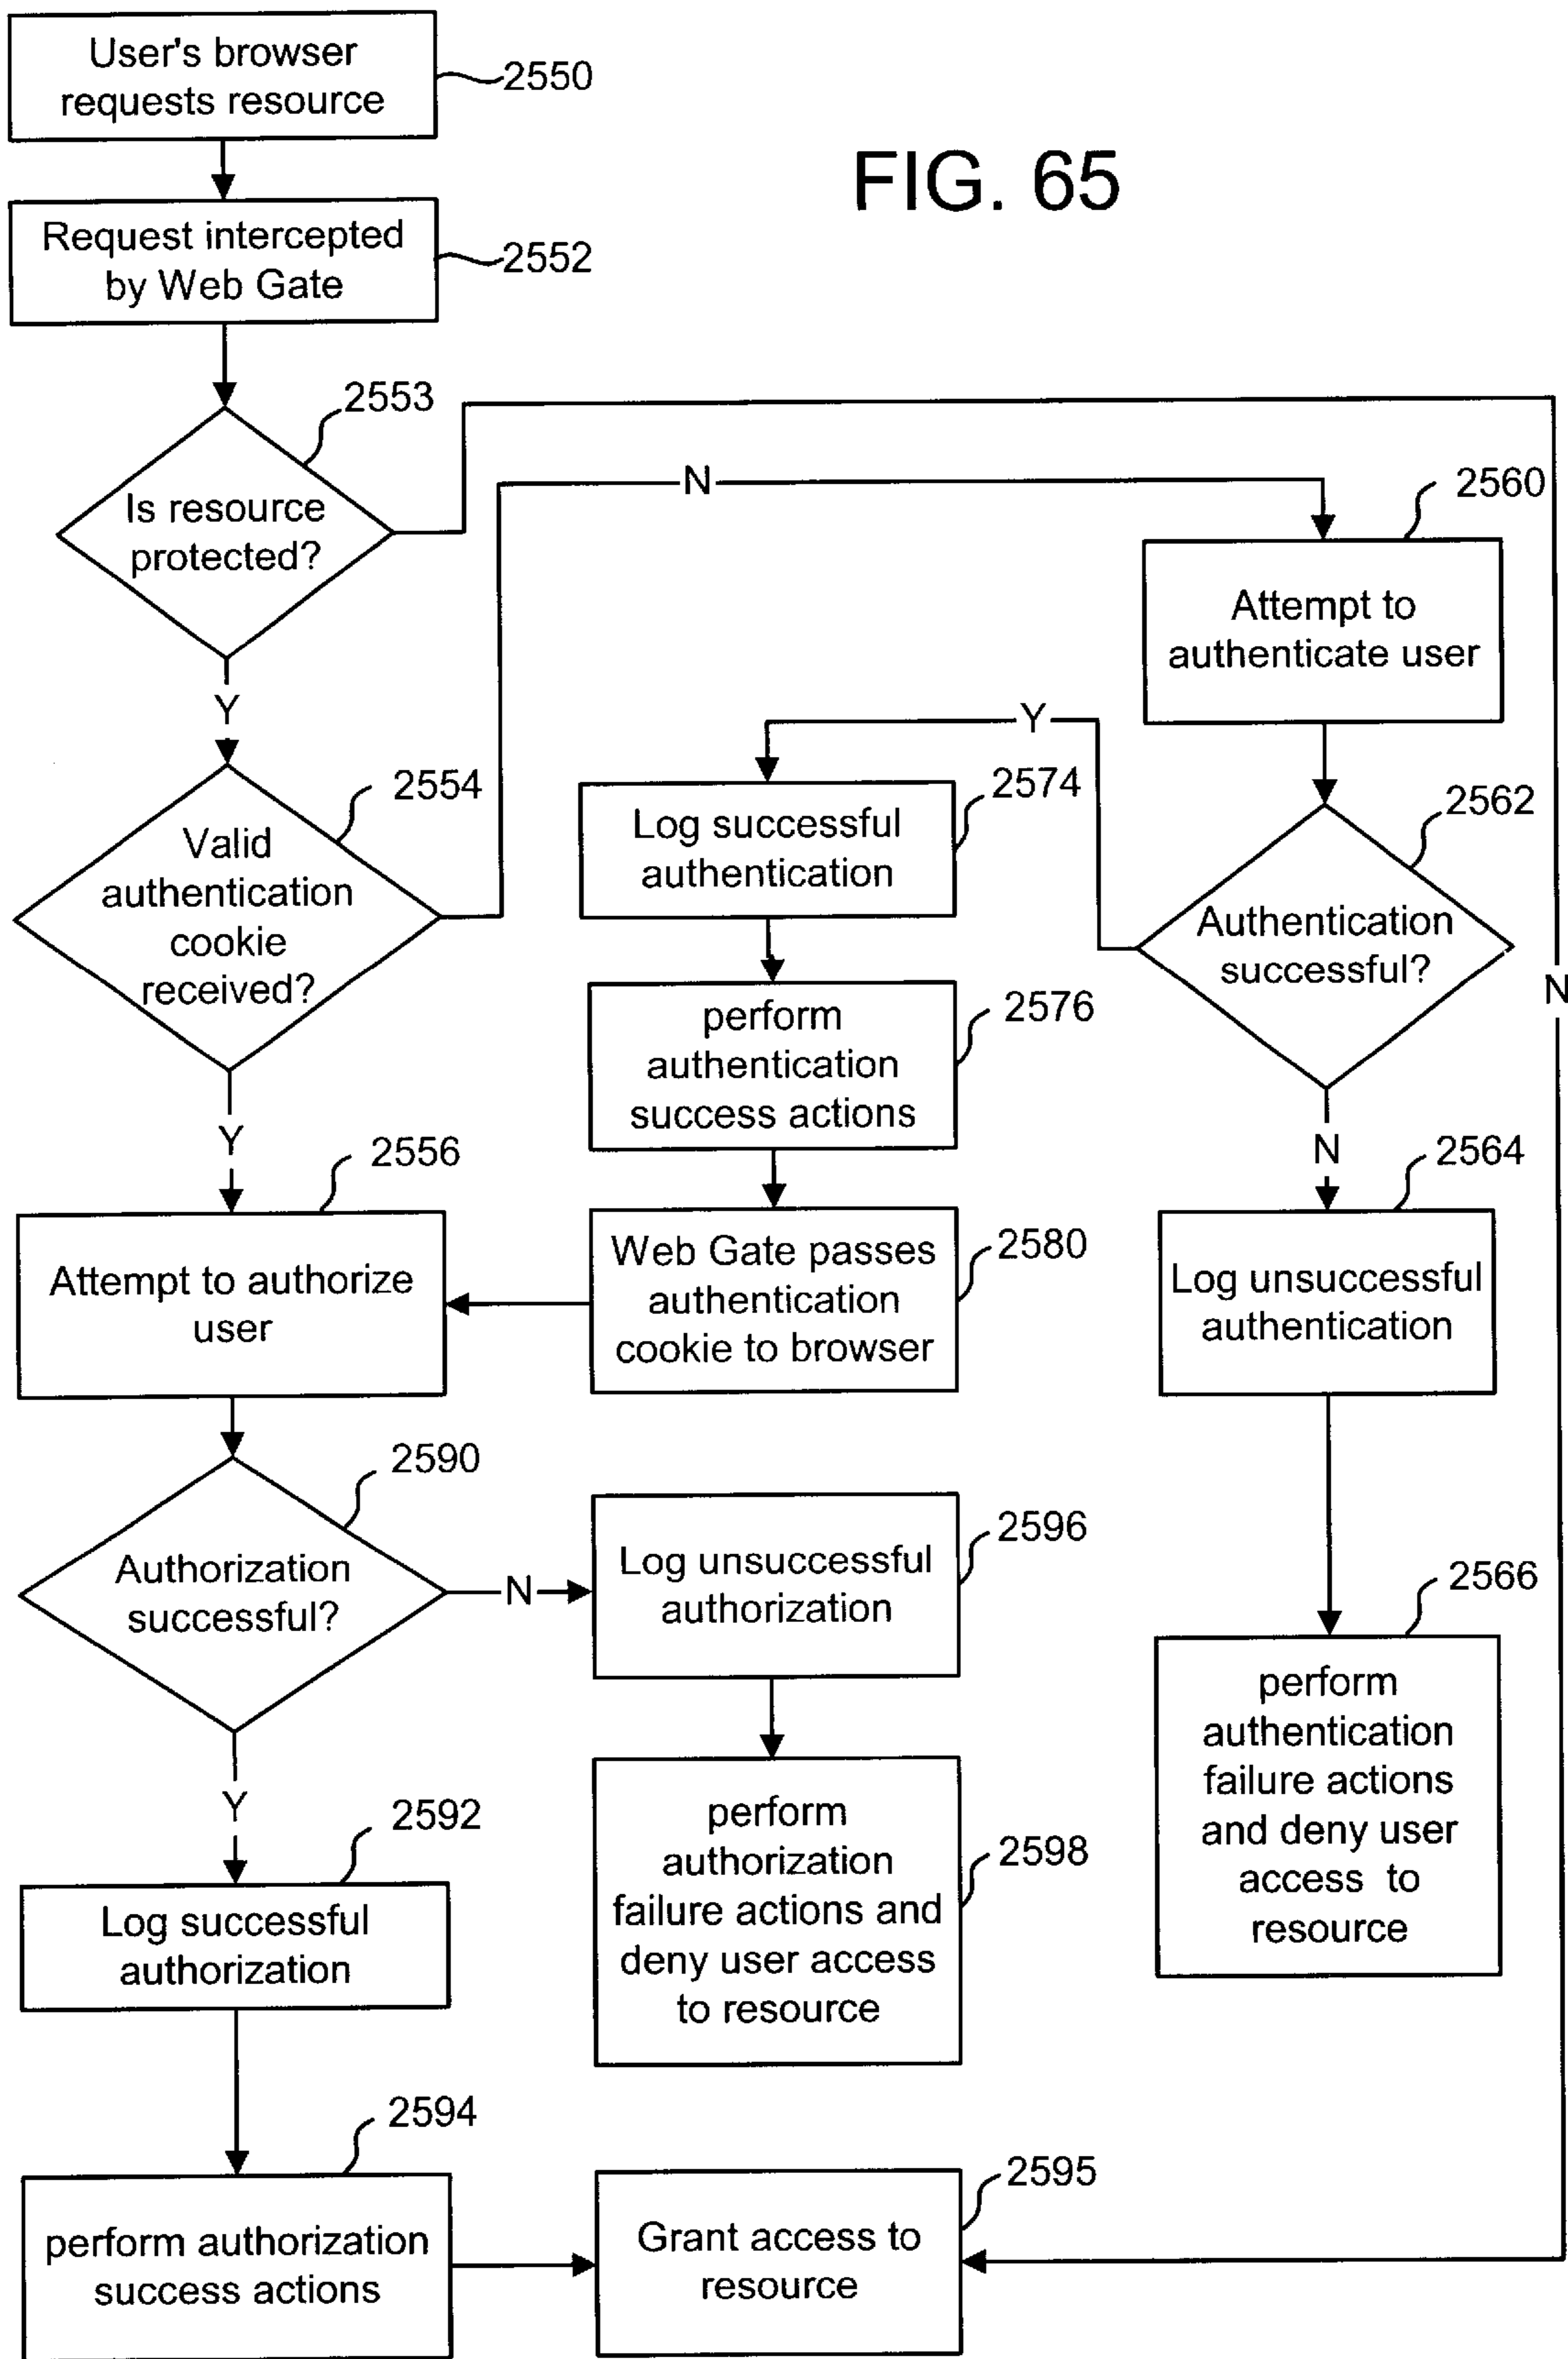 User's browser
requests resource
2550
FIG. 65
Request intercepted
by Web Gate
2552
2553
Is resource
protected?
N
2560
Attempt to
authenticate user
Y
Y
2554
Valid
authentication
cookie
received?
2574
Log successful
authentication
2562
Authentication
successful?
N
2576
perform
authentication
success actions
Y
N
2556
2564
Attempt to authorize
user
2580
Web Gate passes
authentication
cookie to browser
Log unsuccessful
authentication
2590
Authorization
successful?
N
2596
Log unsuccessful
authorization
2566
perform
authentication
failure actions
and deny user
access to
resource
Y
2592
Log successful
authorization
2598
perform
authorization
failure actions and
deny user access
to resource
2594
perform authorization
success actions
2595
Grant access to
resource